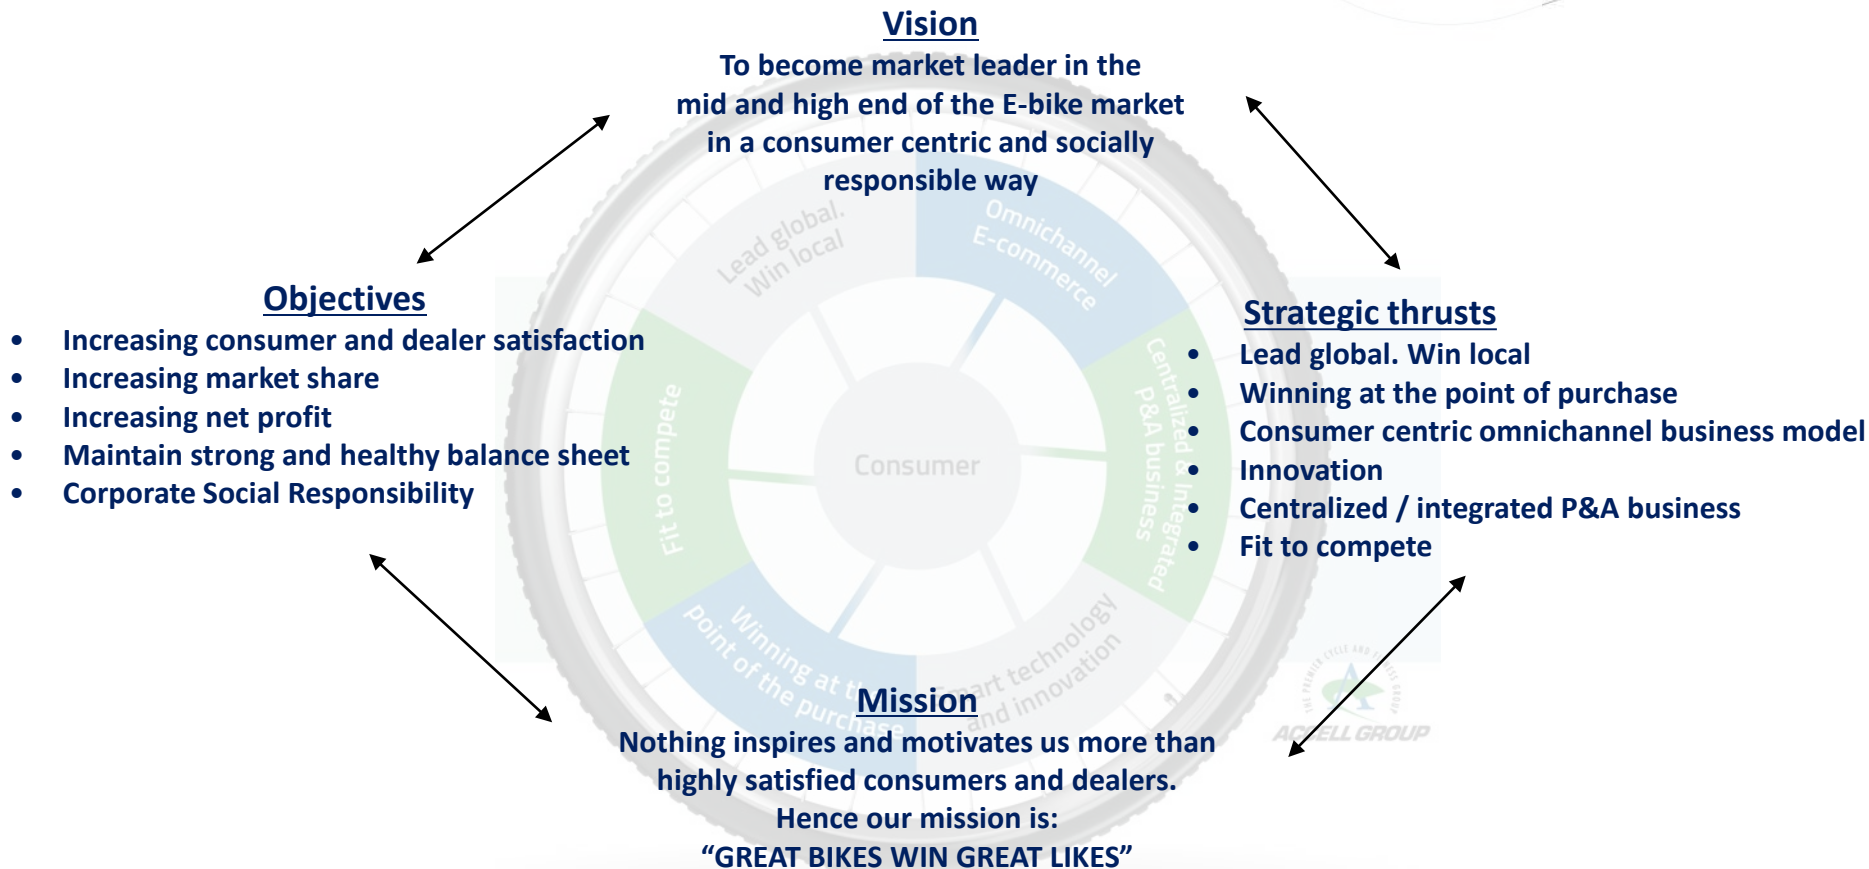 Vision
To become market leader in the
mid and high end of the E-bike market
in a consumer centric and socially
responsible way
Lead global.
Win local
Omnichannel
E-commerce
Objectives
• Increasing consumer and dealer satisfaction
• Increasing market share
• Increasing net profit
• Maintain strong and healthy balance sheet
• Corporate Social Responsibility
Fit to compete
Consumer
Centralized & Integrated
P&A business
Strategic thrusts
• Lead global. Win local
• Winning at the point of purchase
• Consumer centric omnichannel business model
• Innovation
• Centralized / integrated P&A business
• Fit to compete
Winning at the
point of the purchase
Smart technology
and innovation
THE PREMIER CYCLE AND FITNESS GROUP
ACCELL GROUP
Mission
Nothing inspires and motivates us more than
highly satisfied consumers and dealers.
Hence our mission is:
“GREAT BIKES WIN GREAT LIKES”